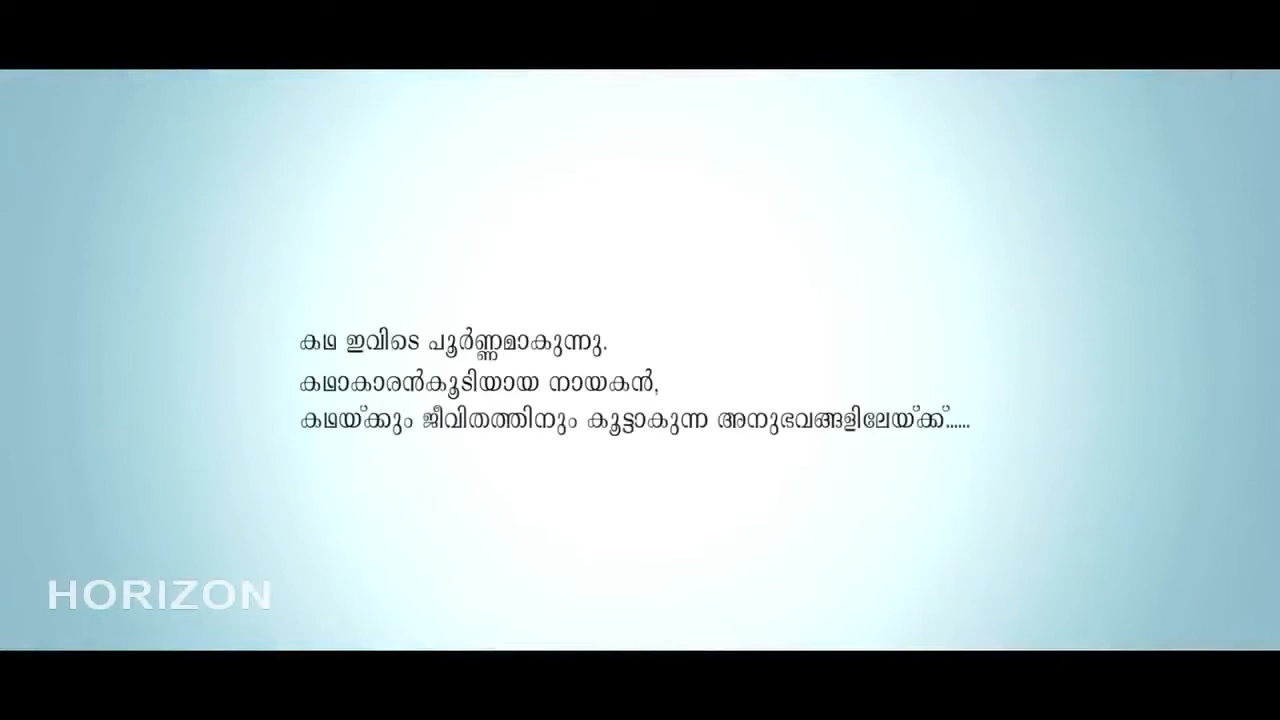 കഥ ഇവിടെ പൂർണ്ണമാകുന്നു.
കഥാകാരൻകൂടിയായ നായകൻ,
കഥയ്ക്കും ജീവിതത്തിനും കൂട്ടാകുന്ന അനുഭവങ്ങളിലേയ്ക്ക്......
HORIZON